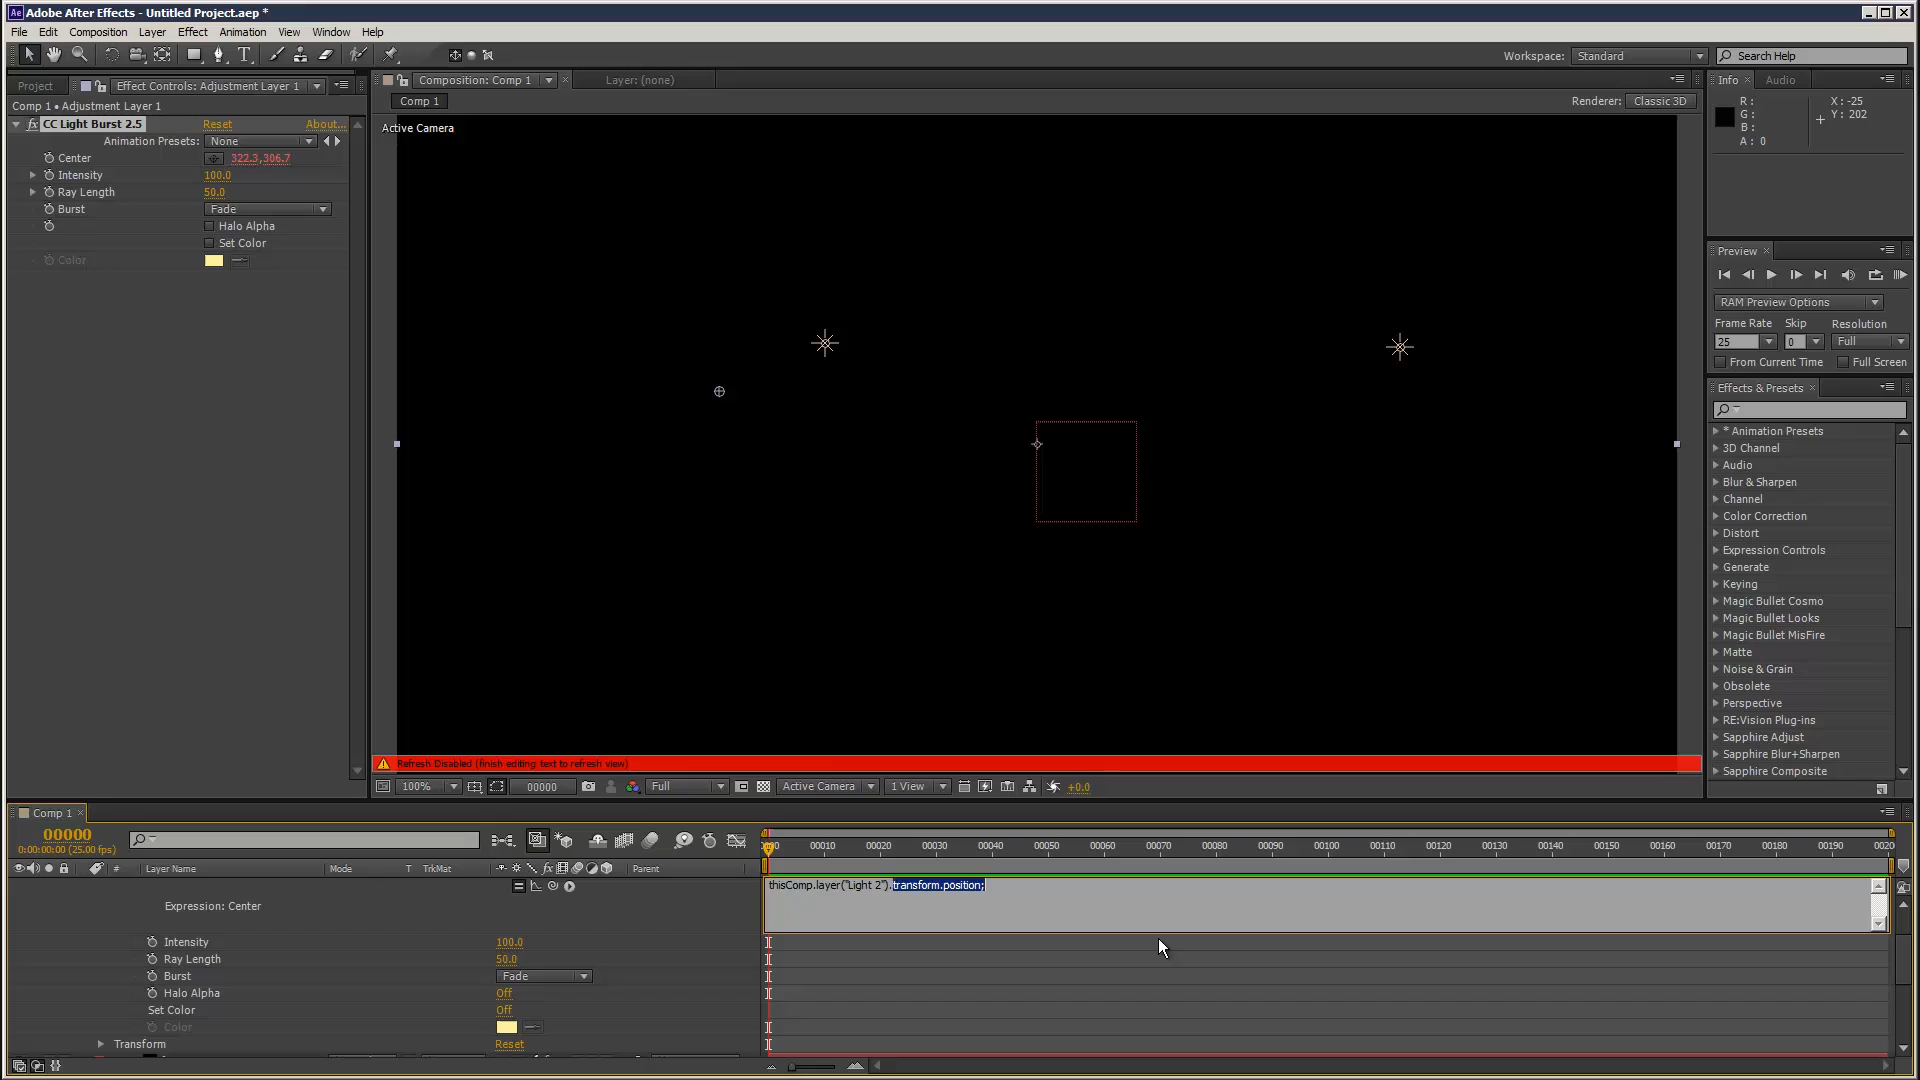 Adobe After Effects - Untitled Project.aep *
File Edit Composition Layer Effect Animation View Window Help
Workspace: Standard Search Help
Project Effect Controls: Adjustment Layer 1
Comp 1 • Adjustment Layer 1
fx CC Light Burst 2.5 Reset About...
Animation Presets: None
Center 322.3,306.7
Intensity 100.0
Ray Length 50.0
Burst Fade
Halo Alpha
Set Color
Color
Composition: Comp 1 Layer: (none)
Comp 1 Renderer: Classic 3D
Active Camera
Refresh Disabled (finish editing text to refresh view)
100% 00000 Full Active Camera 1 View +0.0
Info Audio
R: X: -25
G: Y: 202
B:
A: 0
Preview
RAM Preview Options
Frame Rate Skip Resolution
25 0 Full
From Current Time Full Screen
Effects & Presets
* Animation Presets
3D Channel
Audio
Blur & Sharpen
Channel
Color Correction
Distort
Expression Controls
Generate
Keying
Magic Bullet Cosmo
Magic Bullet Looks
Magic Bullet MisFire
Matte
Noise & Grain
Obsolete
Perspective
RE:Vision Plug-ins
Sapphire Adjust
Sapphire Blur+Sharpen
Sapphire Composite
Comp 1
00000
0:00:00:00 (25.00 fps)
# Layer Name Mode T TrkMat fx Parent
00010 00020 00030 00040 00050 00060 00070 00080 00090 00100 00110 00120 00130 00140 00150 00160 00170 00180 00190 0020
thisComp.layer("Light 2").transform.position;
Expression: Center
Intensity 100.0
Ray Length 50.0
Burst Fade
Halo Alpha Off
Set Color Off
Color
Transform Reset